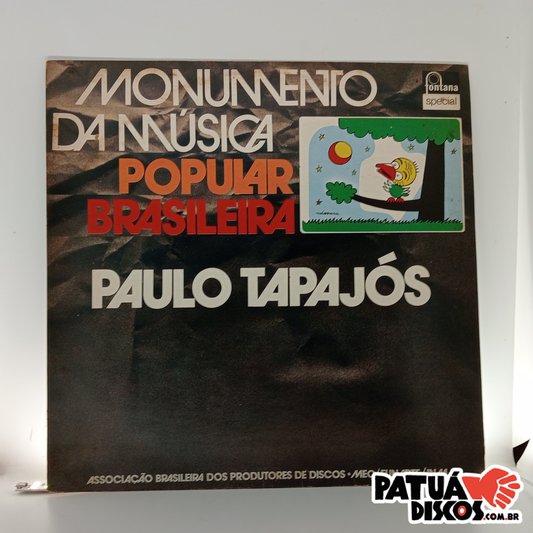 MONUMENTO
DA MÚSICA
POPULAR
BRASILEIRA
fontana
special
PAULO TAPAJÓS
ASSOCIAÇÃO BRASILEIRA DOS PRODUTORES DE DISCOS • MEC/
PATUÁ
DISCOS.COM.BR